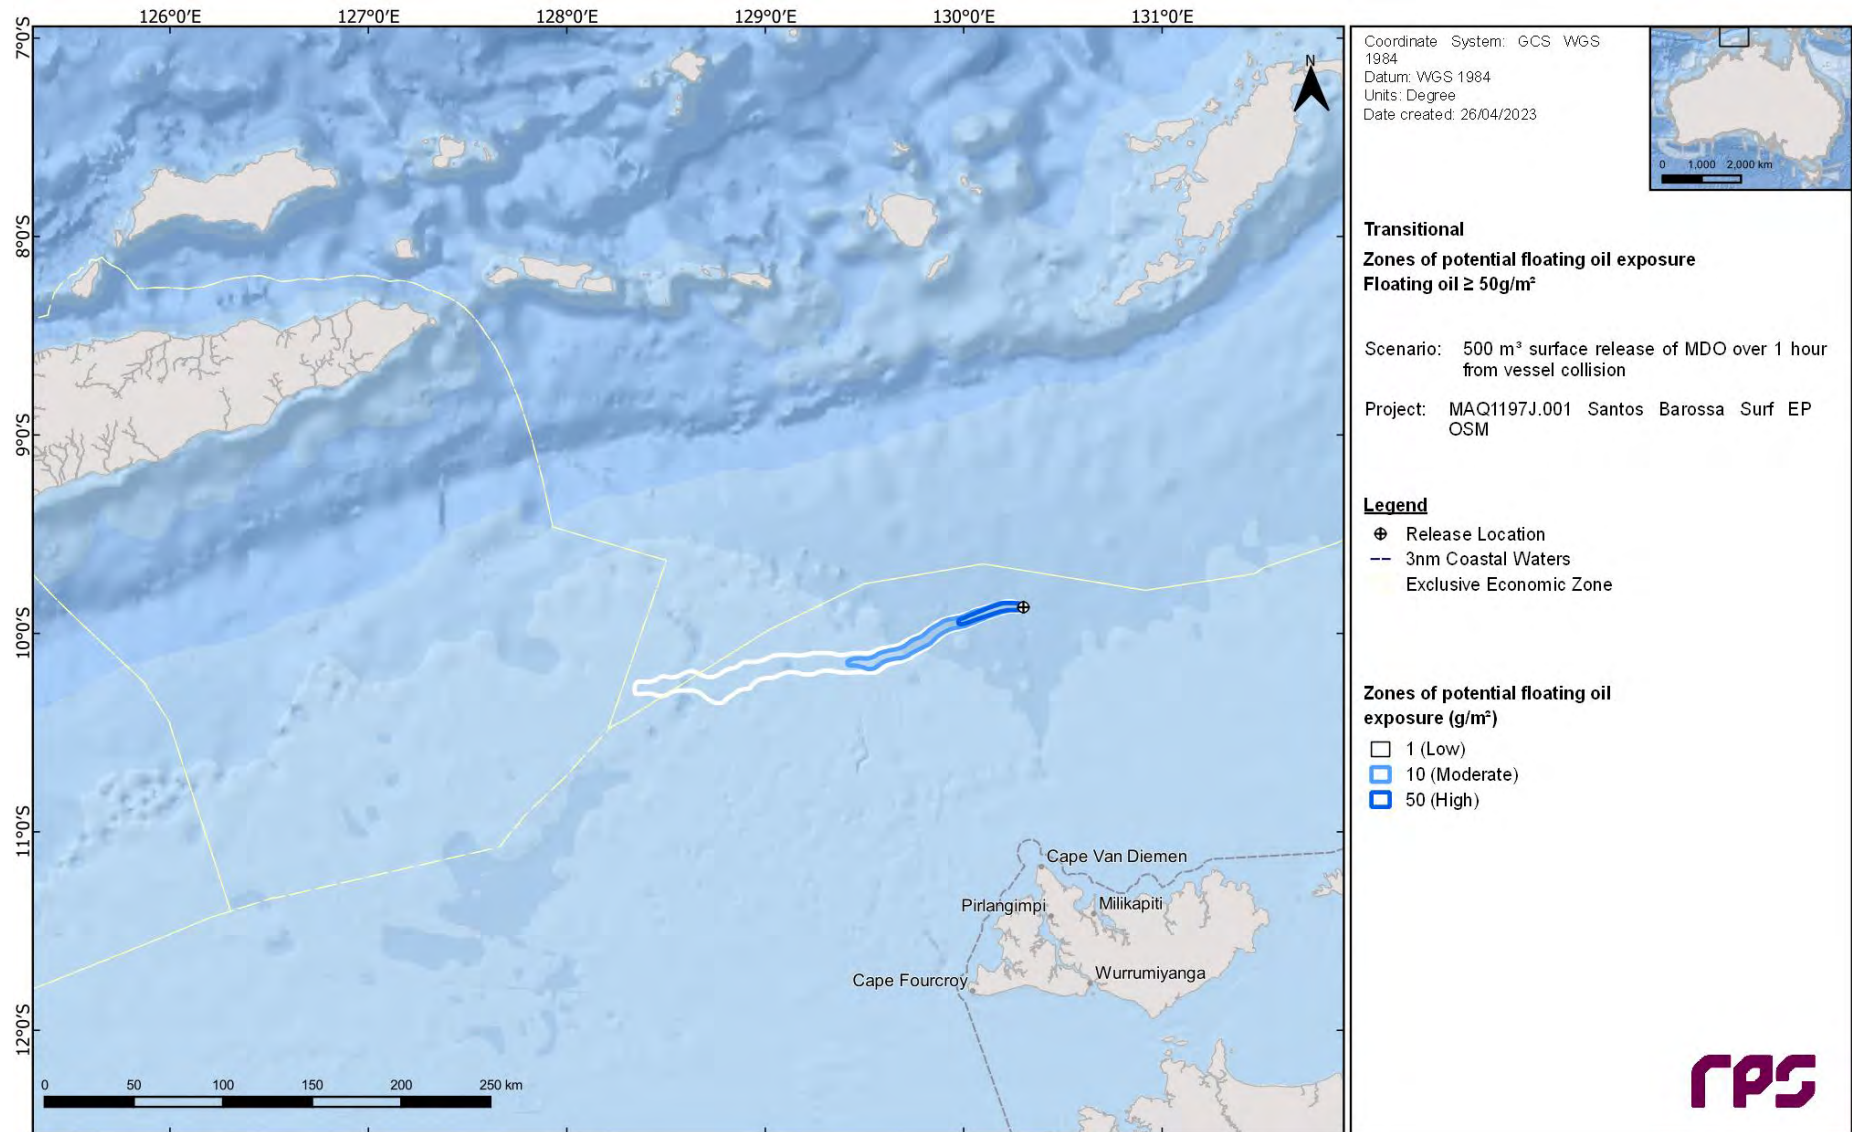 126°0'E 127°0'E 128°0'E 129°0'E 130°0'E 131°0'E
7°0'S
8°0'S
9°0'S
10°0'S
11°0'S
12°0'S
N
Cape Van Diemen
Pirlangimpi
Milikapiti
Cape Fourcroy
Wurrumiyanga
0 50 100 150 200 250 km
Coordinate System: GCS WGS
1984
Datum: WGS 1984
Units: Degree
Date created: 26/04/2023
0 1,000 2,000 km
Transitional
Zones of potential floating oil exposure
Floating oil ≥ 50g/m²
Scenario: 500 m³ surface release of MDO over 1 hour
from vessel collision
Project: MAQ1197J.001 Santos Barossa Surf EP
OSM
Legend
Release Location
3nm Coastal Waters
Exclusive Economic Zone
Zones of potential floating oil
exposure (g/m²)
1 (Low)
10 (Moderate)
50 (High)
rps